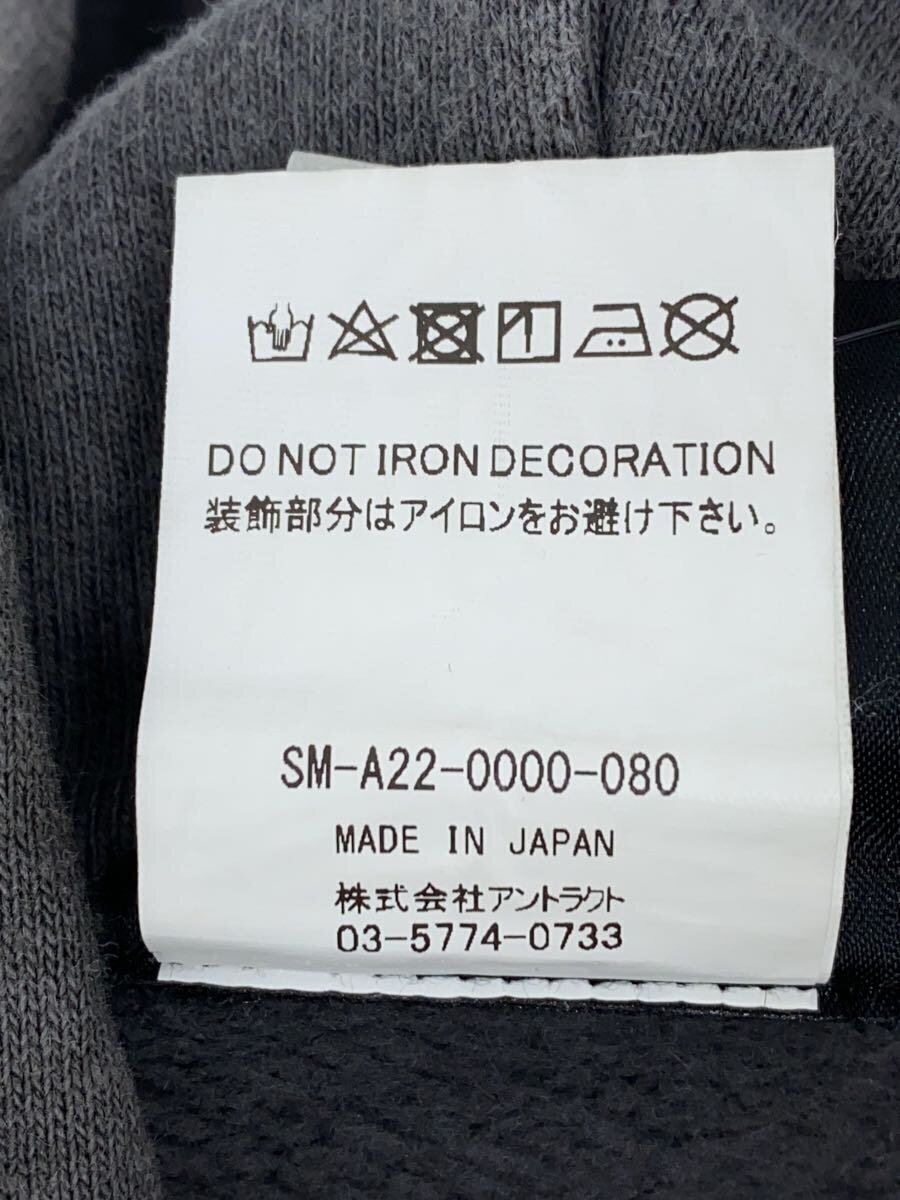 DO NOT IRON DECORATION
装飾部分はアイロンをお避け下さい。
SM-A22-0000-080
MADE IN JAPAN
株式会社アントラクト
03-5774-0733